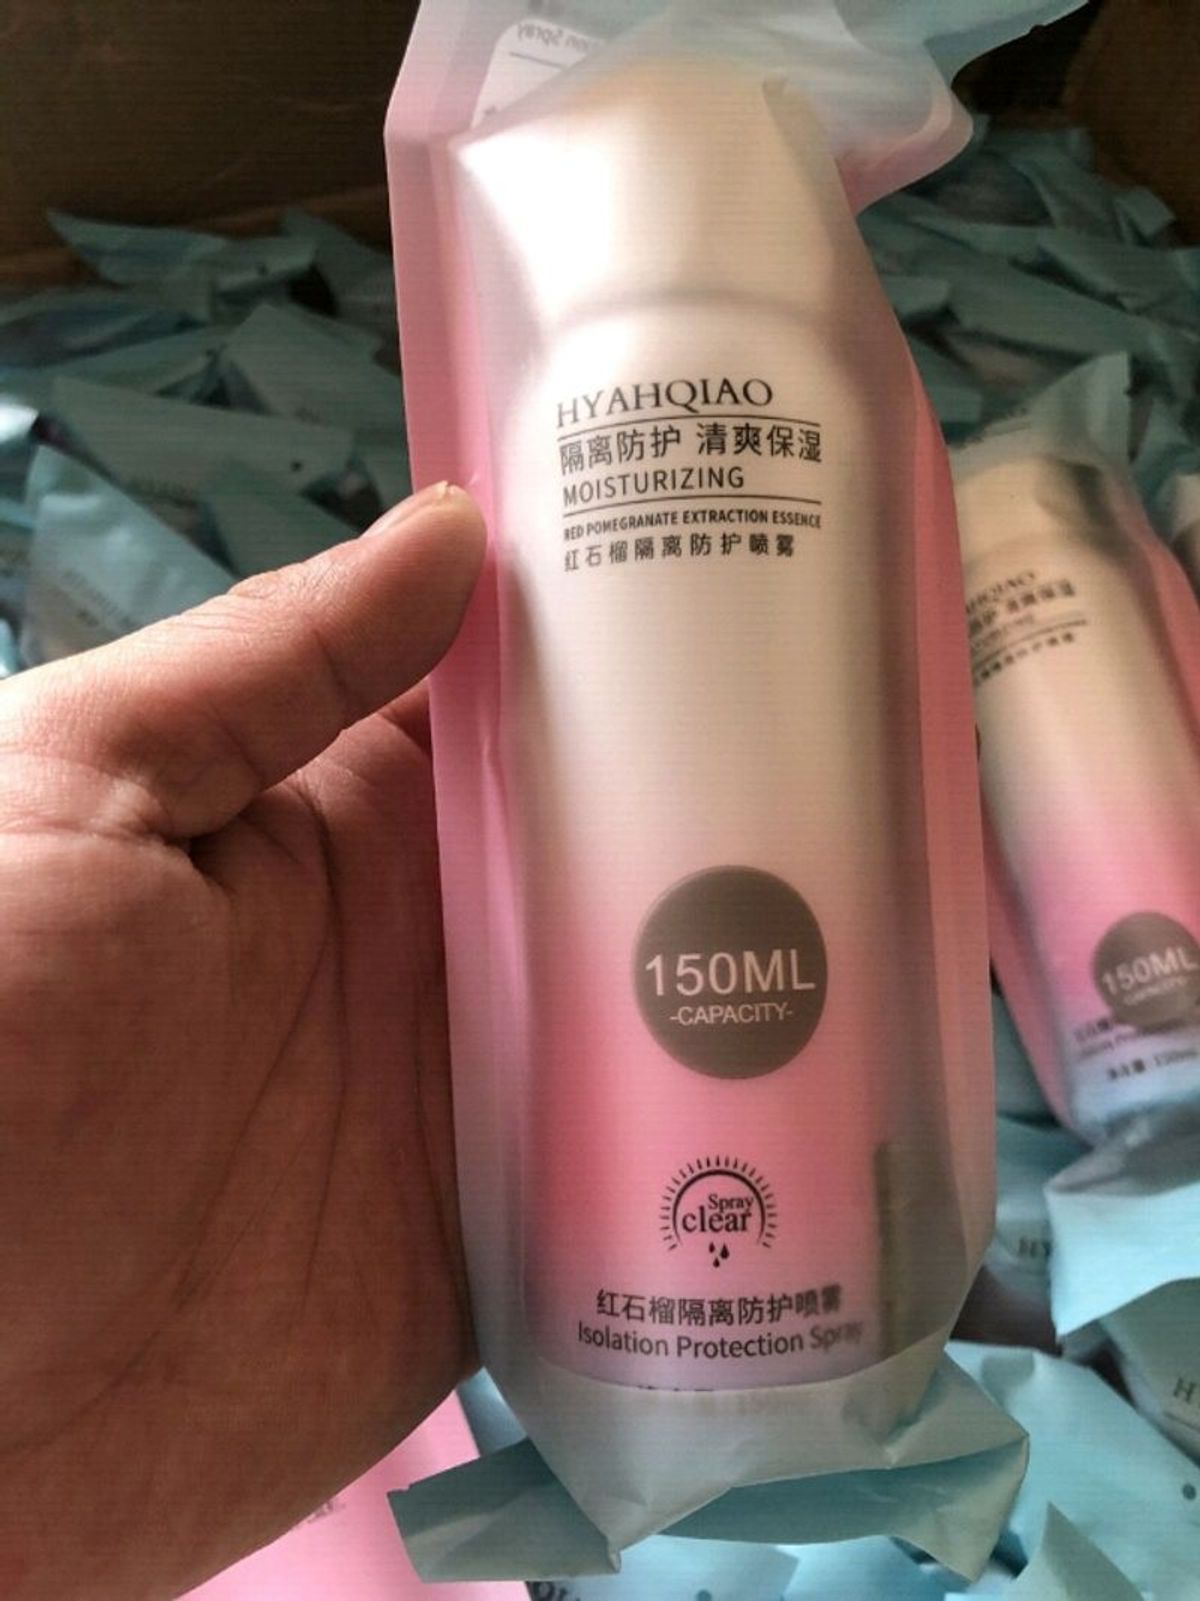 HYAHQIAO
隔离防护 清爽保湿
MOISTURIZING
RED POMEGRANATE EXTRACTION ESSENCE
红石榴隔离防护喷雾
150ML
-CAPACITY-
Spray
clear
红石榴隔离防护喷雾
Isolation Protection Spray
150ML
CAPACITY